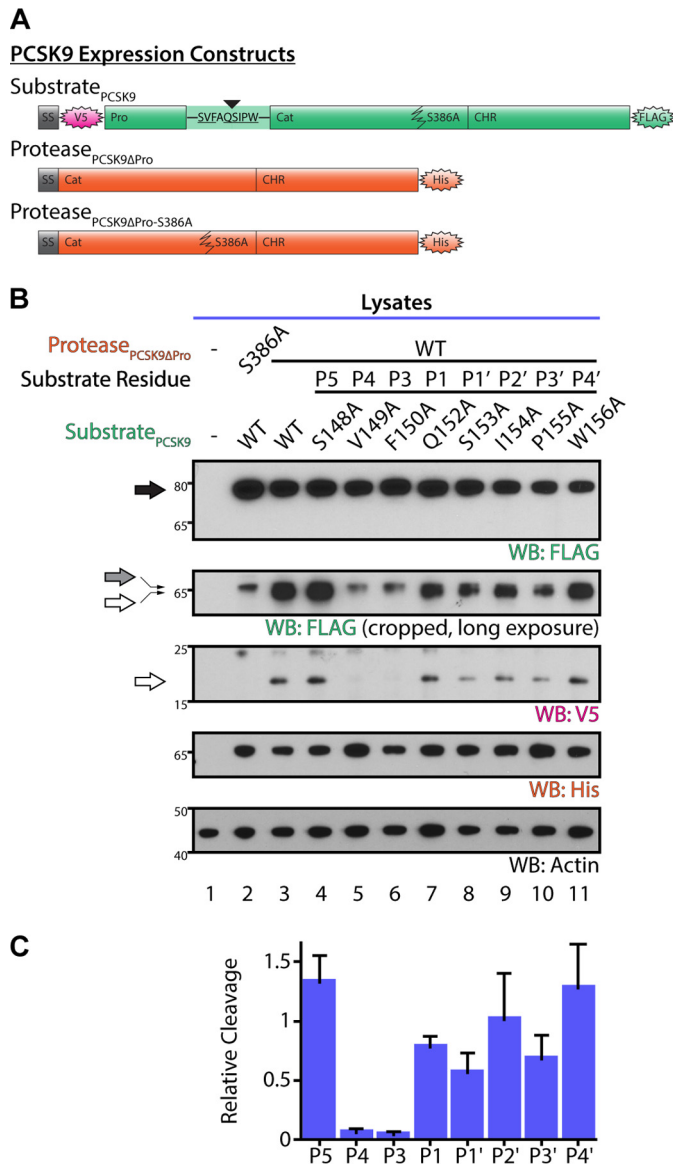 A
PCSK9 Expression Constructs
Substrate PCSK9
SS V5 Pro SVFAQSIPW Cat S386A CHR FLAG
Protease PCSK9ΔPro
SS Cat CHR His
Protease PCSK9ΔPro-S386A
SS Cat S386A CHR His
B
Lysates
Protease PCSK9ΔPro - S386A WT
Substrate Residue P5 P4 P3 P1 P1' P2' P3' P4'
Substrate PCSK9 - WT WT S148A V149A F150A Q152A S153A I154A P155A W156A
80
65
WB: FLAG
65
WB: FLAG (cropped, long exposure)
25
15
WB: V5
65
WB: His
50
40
WB: Actin
1 2 3 4 5 6 7 8 9 10 11
C
Relative Cleavage
1.5
1
0.5
0
P5 P4 P3 P1 P1' P2' P3' P4'